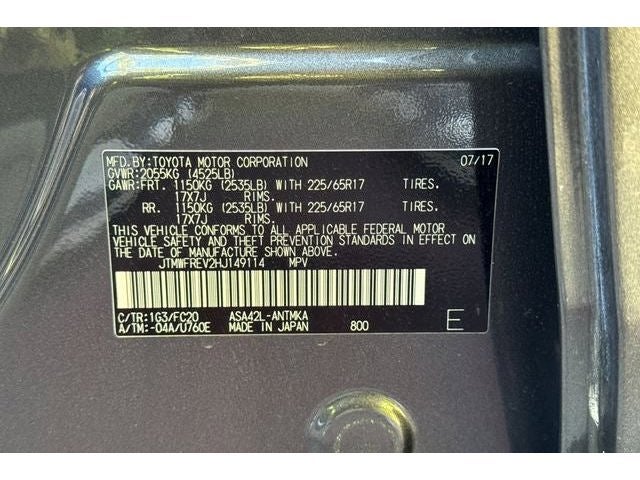 MFD.BY:TOYOTA MOTOR CORPORATION 07/17
GVWR:2055KG (4525LB)
GAWR:FRT. 1150KG (2535LB) WITH 225/65R17 TIRES.
17X7J RIMS.
RR. 1150KG (2535LB) WITH 225/65R17 TIRES.
17X7J RIMS.
THIS VEHICLE CONFORMS TO ALL APPLICABLE FEDERAL MOTOR
VEHICLE SAFETY AND THEFT PREVENTION STANDARDS IN EFFECT ON
THE DATE OF MANUFACTURE SHOWN ABOVE.
JTMWFREV2HJ149114 MPV
C/TR:1G3/FC20 ASA42L-ANTMKA
A/TM:-04A/U760E MADE IN JAPAN 800 E